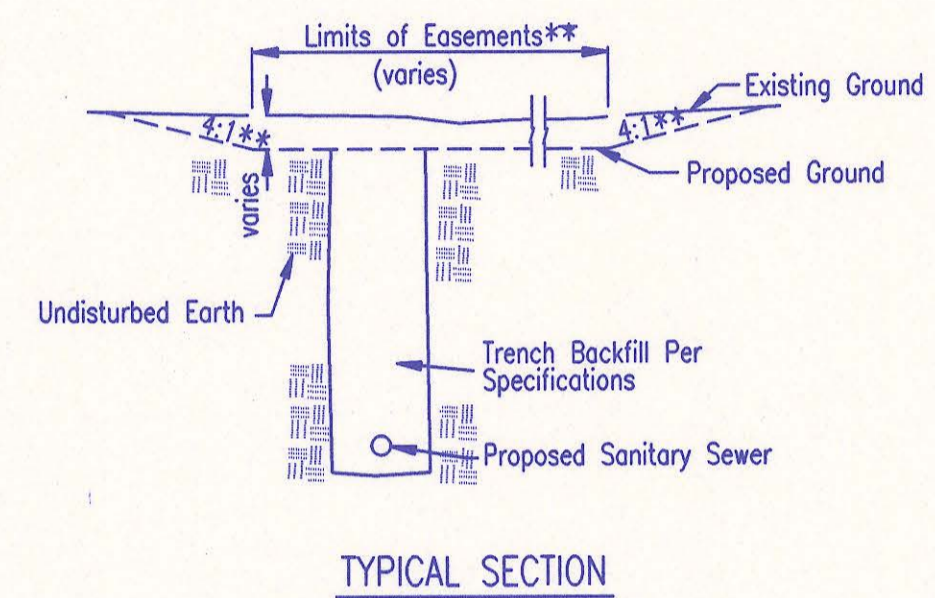 Limits of Easements**
(varies)
Existing Ground
4:1**
4:1**
Proposed Ground
varies
Undisturbed Earth
Trench Backfill Per
Specifications
Proposed Sanitary Sewer
TYPICAL SECTION